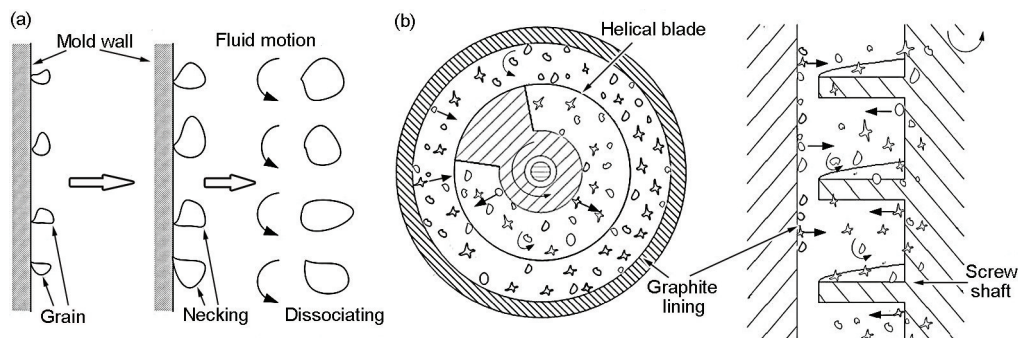 (a)
Mold wall
Fluid motion
Grain
Necking
Dissociating
(b)
Helical blade
Graphite
lining
Screw
shaft